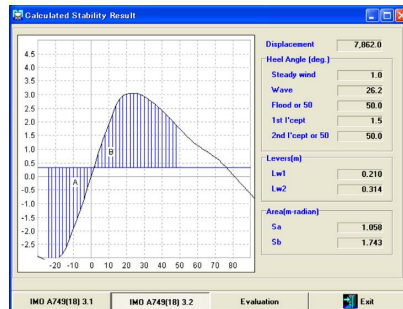 Calculated Stability Result
4.5
4.0
3.5
3.0
2.5
2.0
1.5
1.0
0.5
0.0
-0.5
-1.0
-1.5
-2.0
-2.5
A
B
-20 -10 0 10 20 30 40 50 60 70 80
Displacement 7,862.0
Heel Angle (deg.)
Steady wind 1.0
Wave 26.2
Flood or 50 50.0
1st I'cept 1.5
2nd I'cept or 50 50.0
Levers(m)
Lw1 0.210
Lw2 0.314
Area(m-radian)
Sa 1.058
Sb 1.743
IMO A749(18) 3.1 IMO A749(18) 3.2 Evaluation Exit